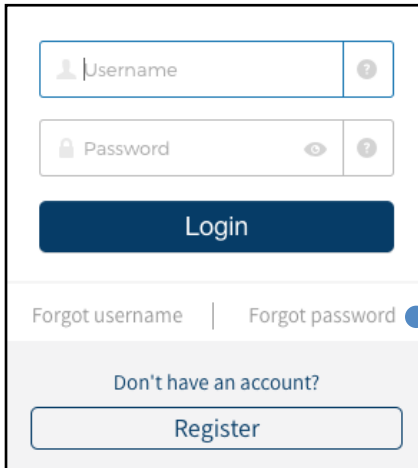 Username ?
Password ?
Login
Forgot username | Forgot password
Don't have an account?
Register